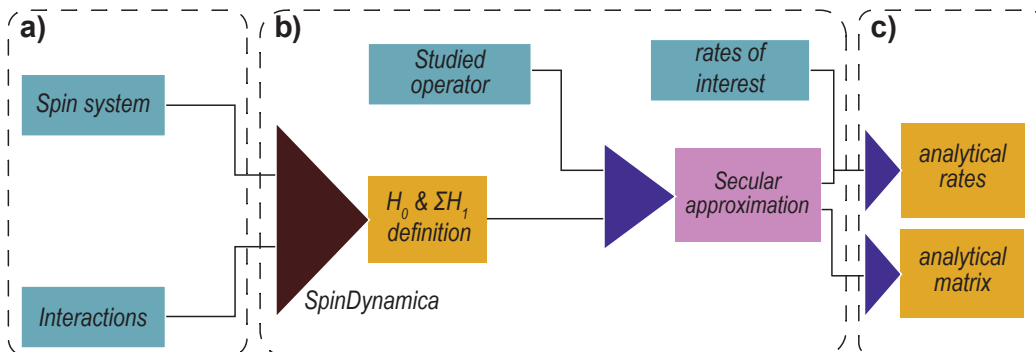 a)
Spin system
Interactions
b)
Studied
operator
rates of
interest
H₀ & ΣH₁
definition
SpinDynamica
Secular
approximation
c)
analytical
rates
analytical
matrix